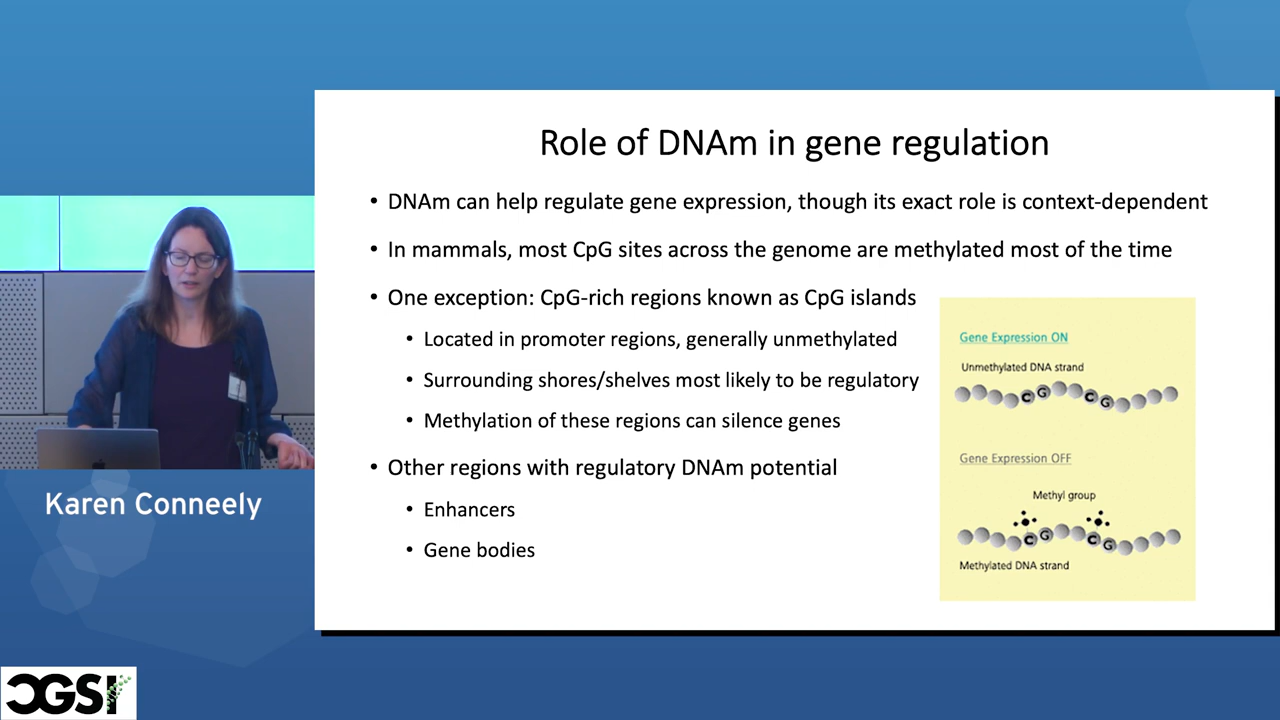 Role of DNAm in gene regulation
• DNAm can help regulate gene expression, though its exact role is context-dependent
• In mammals, most CpG sites across the genome are methylated most of the time
• One exception: CpG-rich regions known as CpG islands
• Located in promoter regions, generally unmethylated
• Surrounding shores/shelves most likely to be regulatory
• Methylation of these regions can silence genes
• Other regions with regulatory DNAm potential
• Enhancers
• Gene bodies
Gene Expression ON
Unmethylated DNA strand
C G C G
Gene Expression OFF
Methyl group
C G C G
Methylated DNA strand
Karen Conneely
CGSI